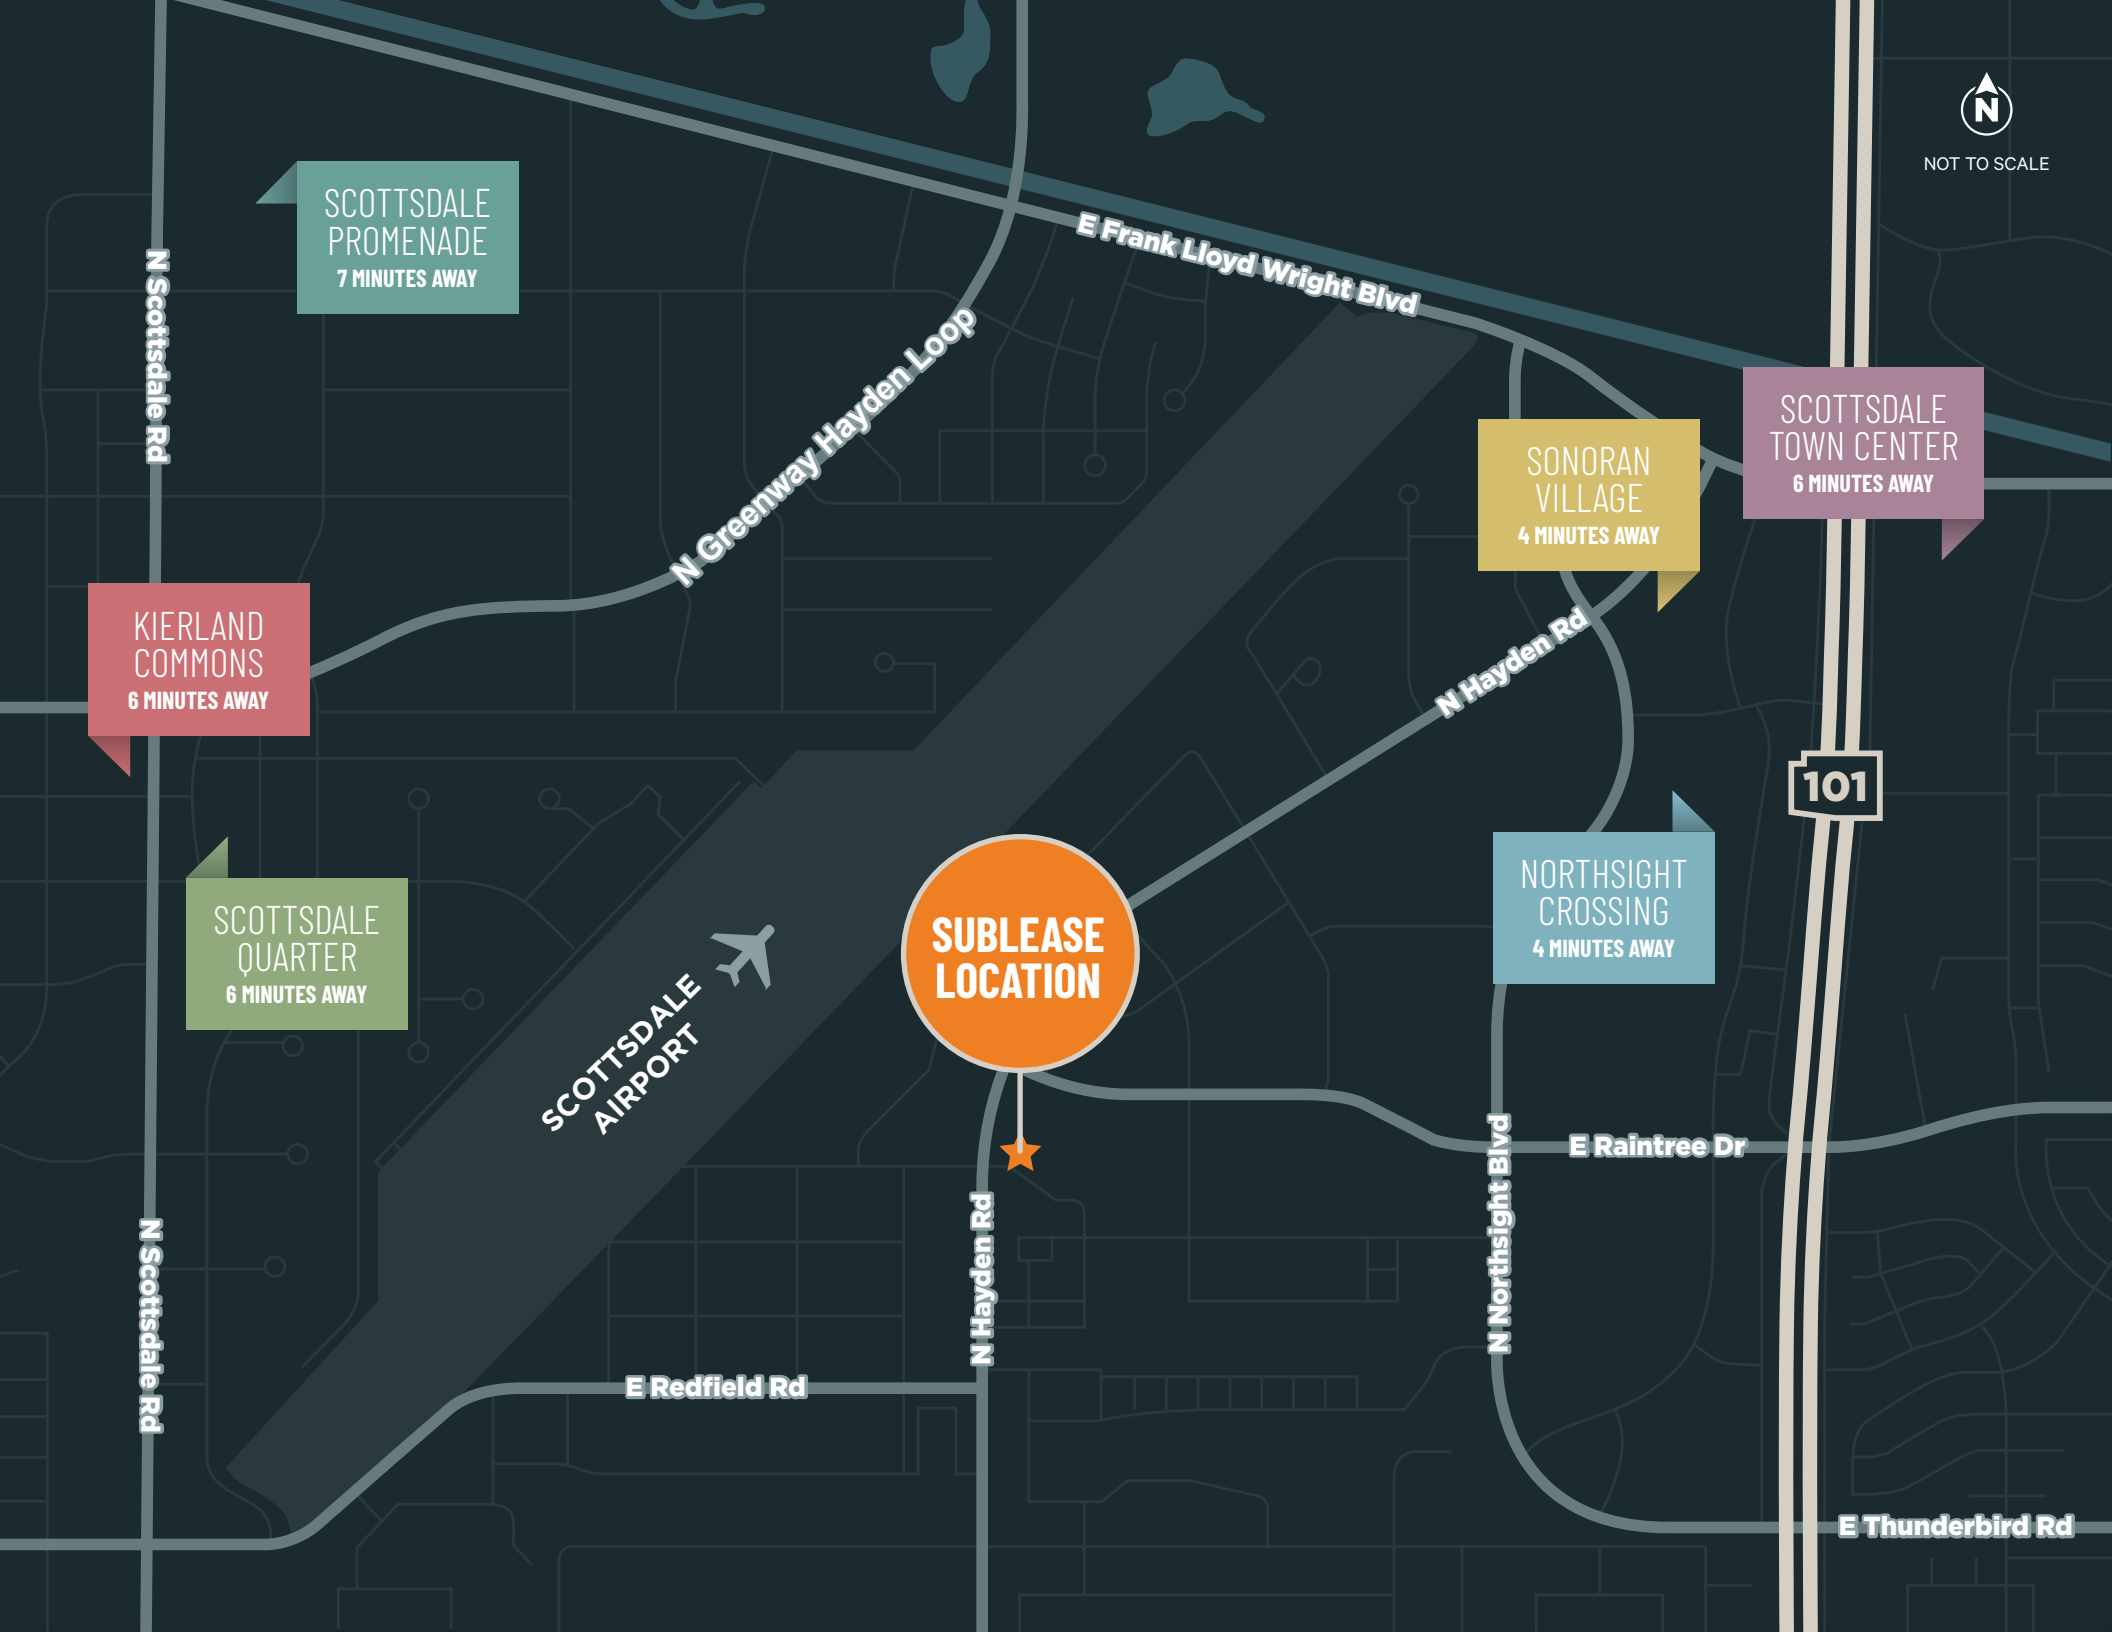 N
NOT TO SCALE
SCOTTSDALE
PROMENADE
7 MINUTES AWAY
E Frank Lloyd Wright Blvd
N Scottsdale Rd
N Greenway Hayden Loop
SCOTTSDALE
TOWN CENTER
6 MINUTES AWAY
SONORAN
VILLAGE
4 MINUTES AWAY
KIERLAND
COMMONS
6 MINUTES AWAY
N Hayden Rd
101
NORTHSIGHT
CROSSING
4 MINUTES AWAY
SCOTTSDALE
QUARTER
6 MINUTES AWAY
SUBLEASE
LOCATION
SCOTTSDALE
AIRPORT
E Raintree Dr
N Northsight Blvd
N Hayden Rd
N Scottsdale Rd
E Redfield Rd
E Thunderbird Rd